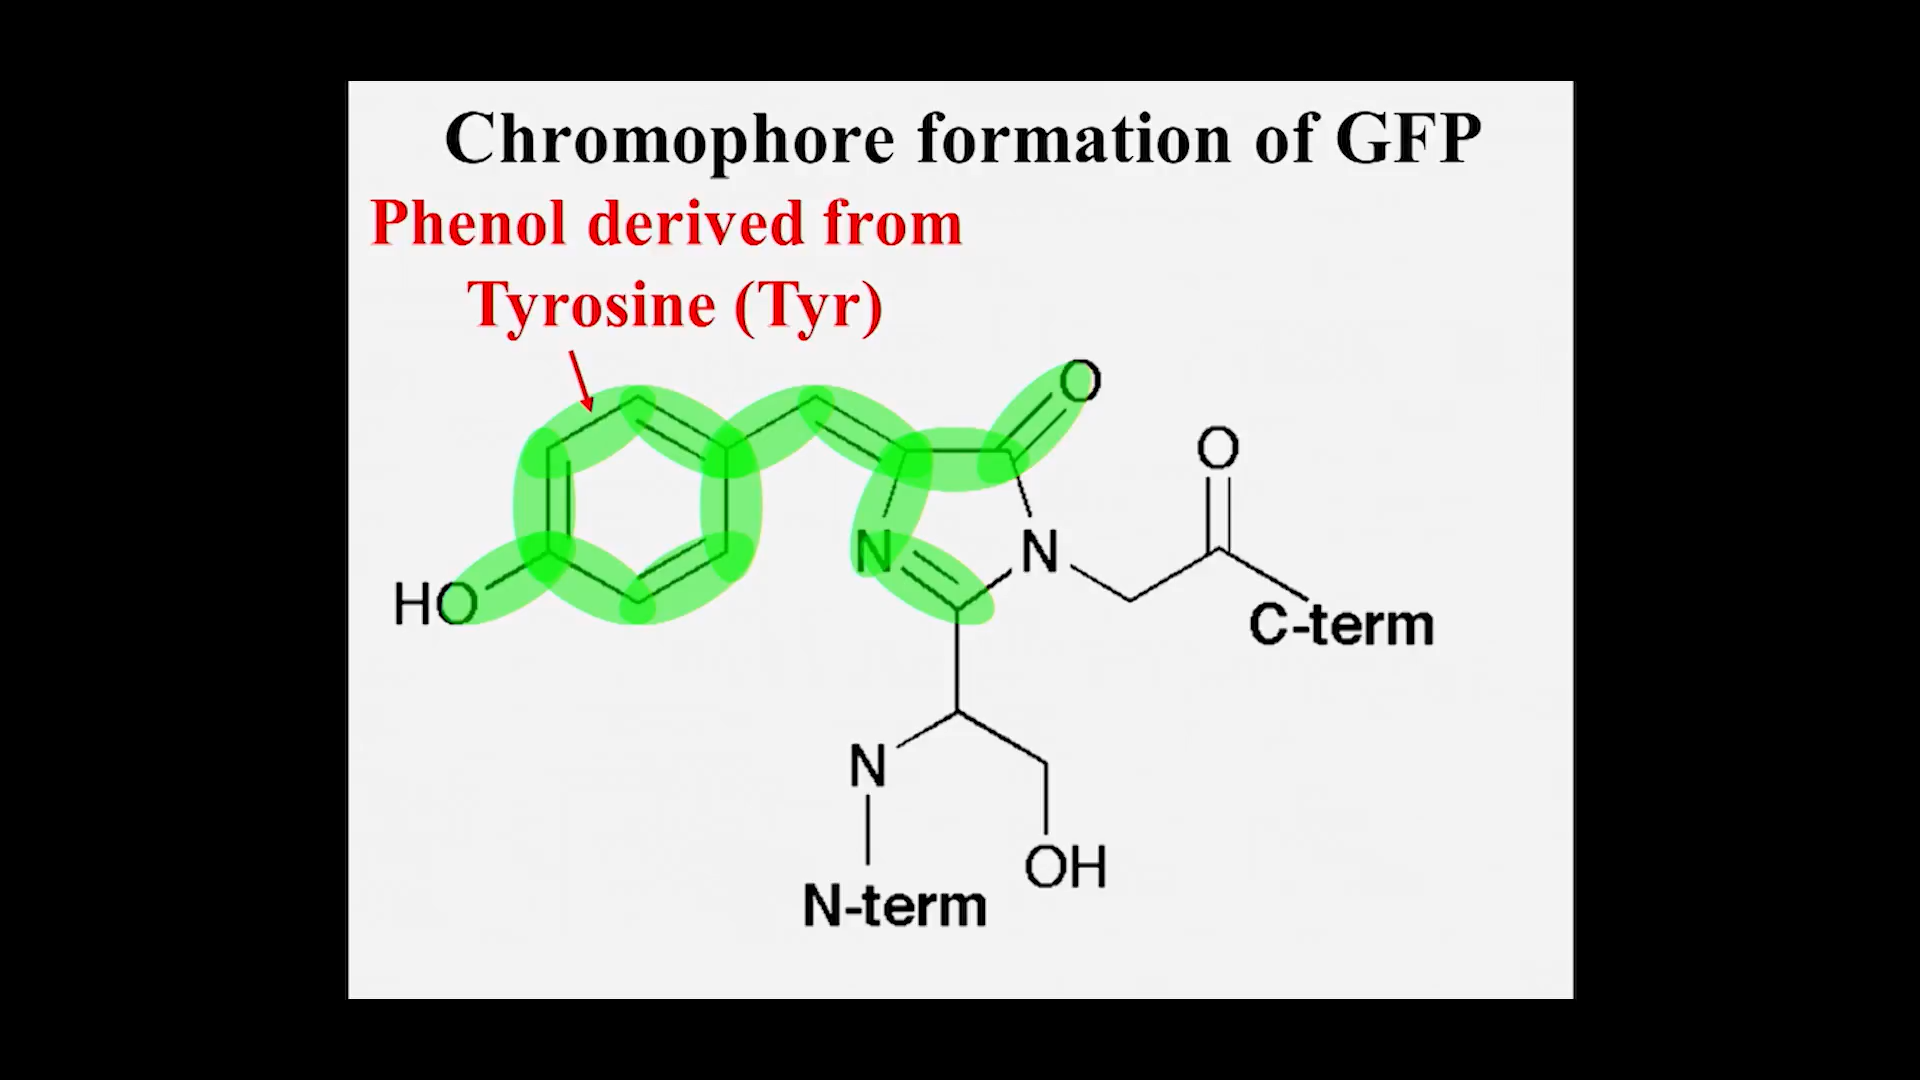 Chromophore formation of GFP
Phenol derived from
Tyrosine (Tyr)
O
O
N
N
HO
C-term
N
OH
N-term